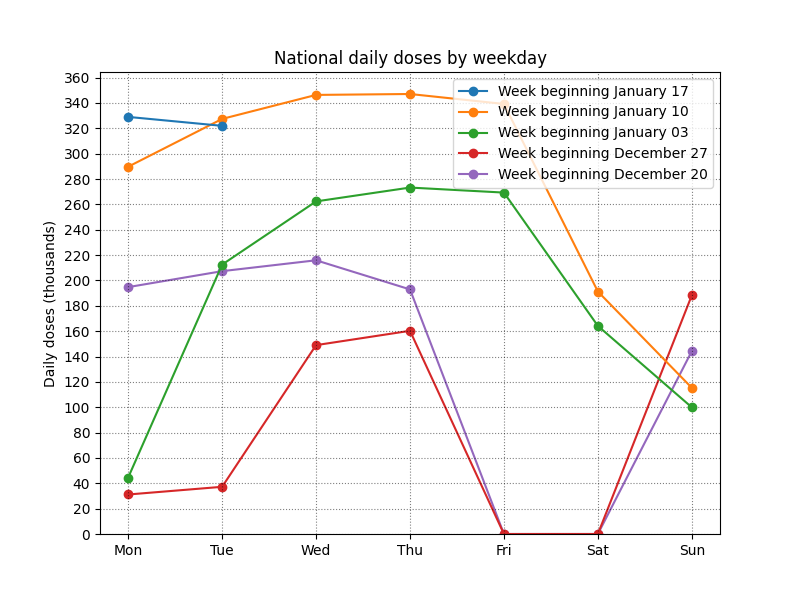 National daily doses by weekday
Daily doses (thousands)
360
340
320
300
280
260
240
220
200
180
160
140
120
100
80
60
40
20
0
Mon Tue Wed Thu Fri Sat Sun
Week beginning January 17
Week beginning January 10
Week beginning January 03
Week beginning December 27
Week beginning December 20